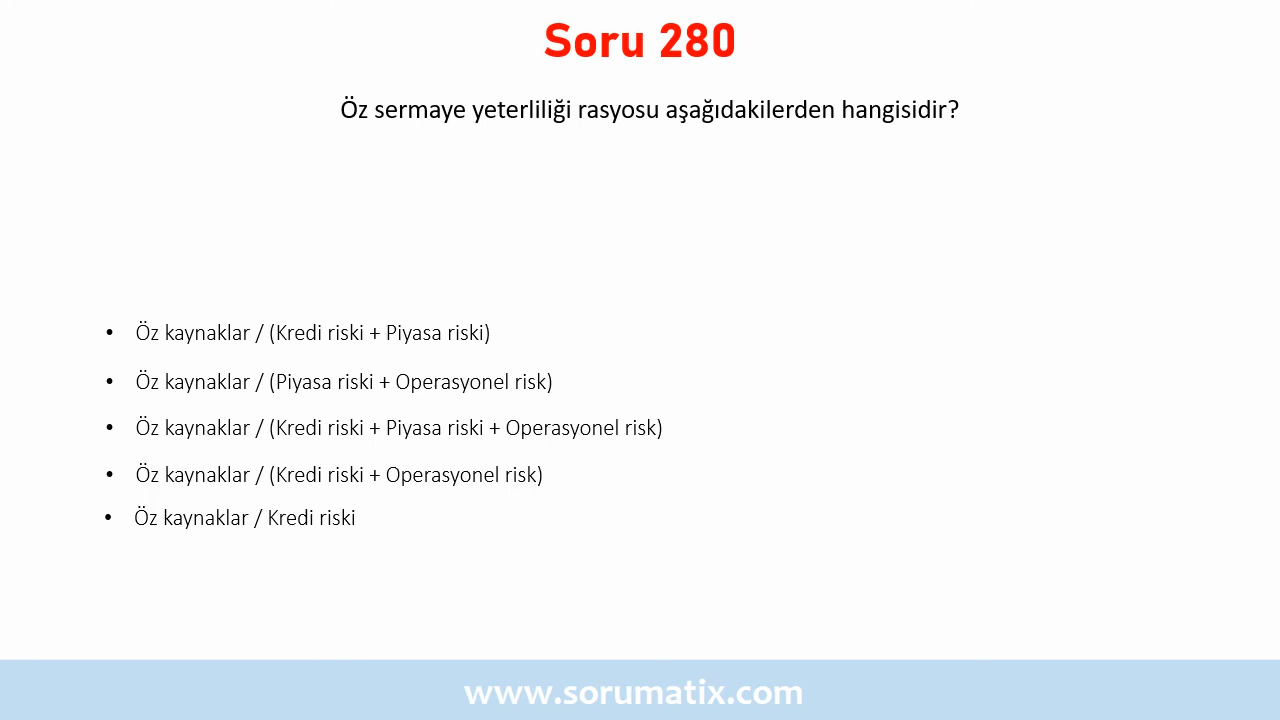 Soru 280
Öz sermaye yeterliliği rasyosu aşağıdakilerden hangisidir?
• Öz kaynaklar / (Kredi riski + Piyasa riski)
• Öz kaynaklar / (Piyasa riski + Operasyonel risk)
• Öz kaynaklar / (Kredi riski + Piyasa riski + Operasyonel risk)
• Öz kaynaklar / (Kredi riski + Operasyonel risk)
• Öz kaynaklar / Kredi riski
www.sorumatix.com